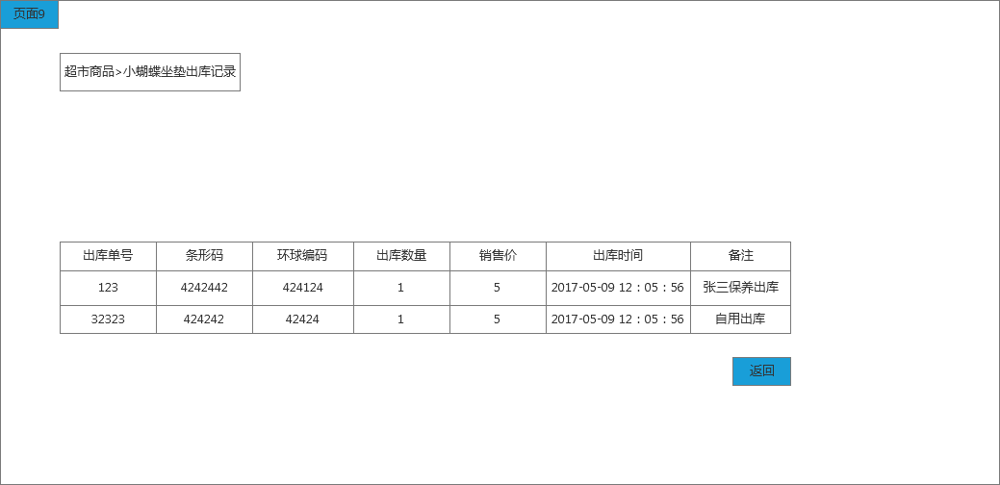 页面9
超市商品>小蝴蝶坐垫出库记录
出库单号 条形码 环球编码 出库数量 销售价 出库时间 备注
123 4242442 424124 1 5 2017-05-09 12：05：56 张三保养出库
32323 424242 42424 1 5 2017-05-09 12：05：56 自用出库
返回